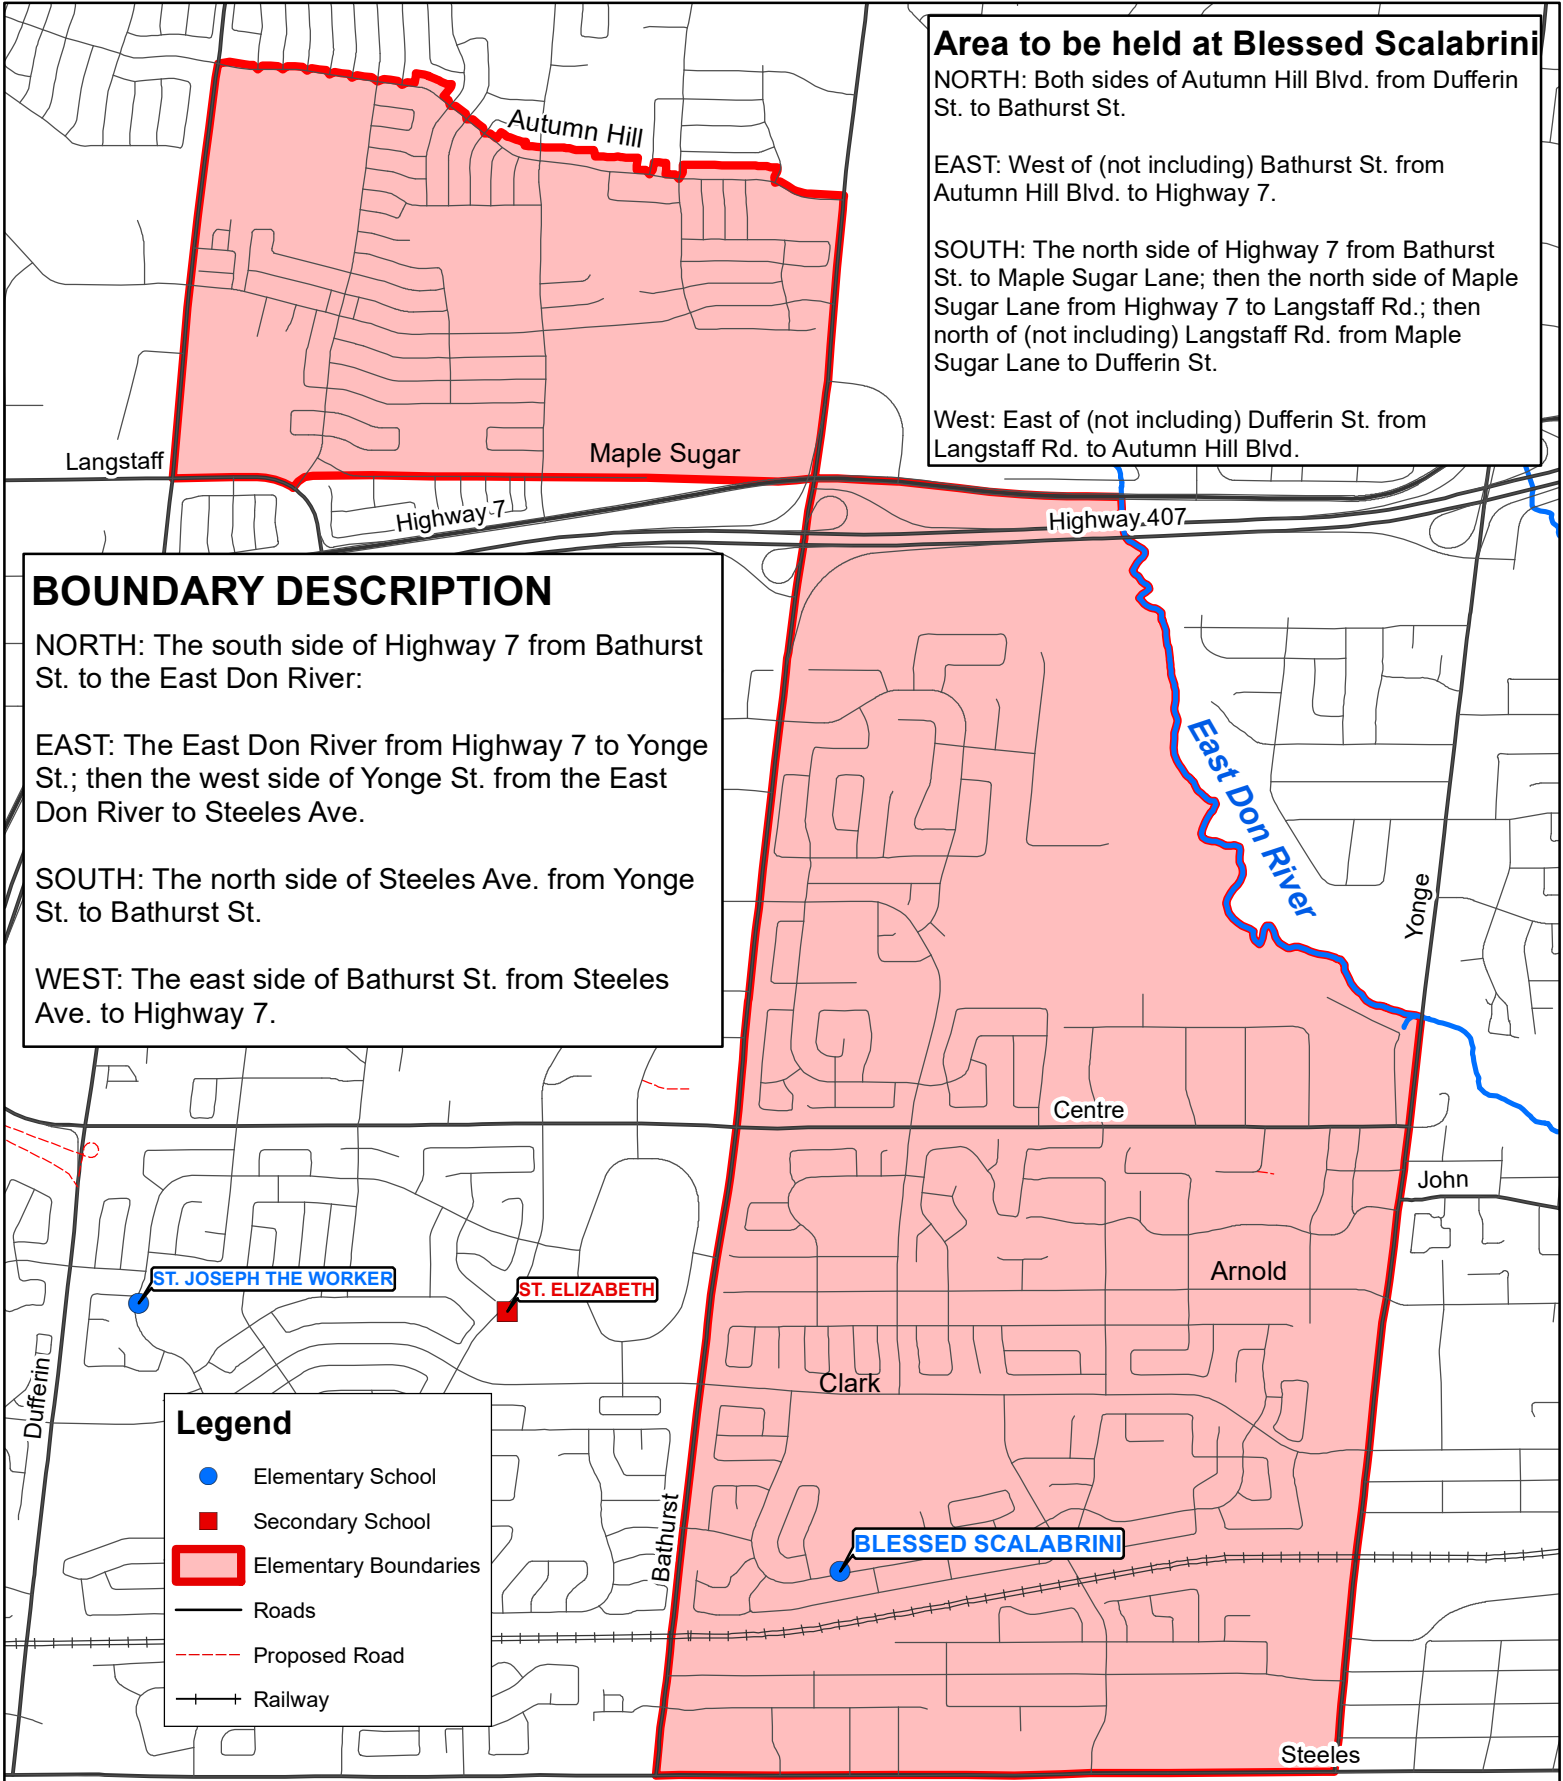 Area to be held at Blessed Scalabrini
NORTH: Both sides of Autumn Hill Blvd. from Dufferin
St. to Bathurst St.
EAST: West of (not including) Bathurst St. from
Autumn Hill Blvd. to Highway 7.
SOUTH: The north side of Highway 7 from Bathurst
St. to Maple Sugar Lane; then the north side of Maple
Sugar Lane from Highway 7 to Langstaff Rd.; then
north of (not including) Langstaff Rd. from Maple
Sugar Lane to Dufferin St.
West: East of (not including) Dufferin St. from
Langstaff Rd. to Autumn Hill Blvd.
Autumn Hill
Maple Sugar
Langstaff
Highway 7
Highway 407
BOUNDARY DESCRIPTION
NORTH: The south side of Highway 7 from Bathurst
St. to the East Don River:
EAST: The East Don River from Highway 7 to Yonge
St.; then the west side of Yonge St. from the East
Don River to Steeles Ave.
SOUTH: The north side of Steeles Ave. from Yonge
St. to Bathurst St.
WEST: The east side of Bathurst St. from Steeles
Ave. to Highway 7.
East Don River
Yonge
Centre
John
ST. JOSEPH THE WORKER
ST. ELIZABETH
Arnold
Clark
Dufferin
Bathurst
BLESSED SCALABRINI
Steeles
Legend
Elementary School
Secondary School
Elementary Boundaries
Roads
Proposed Road
Railway